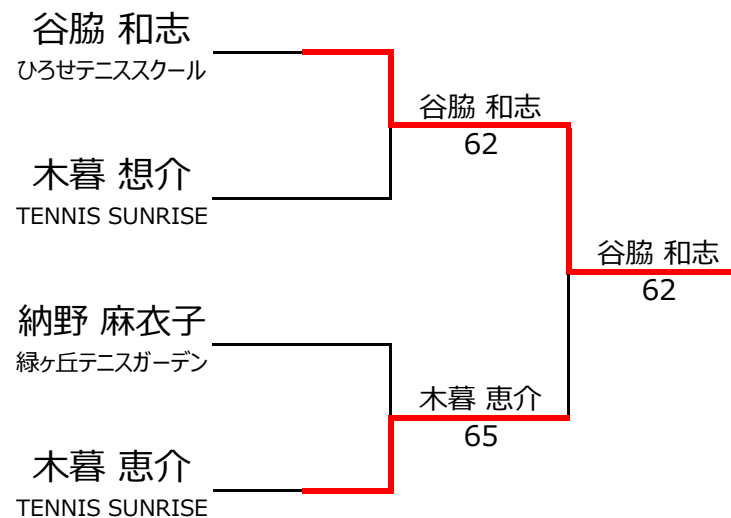 谷脇 和志
ひろせテニススクール
谷脇 和志
62
木暮 想介
TENNIS SUNRISE
谷脇 和志
62
納野 麻衣子
緑ヶ丘テニスガーデン
木暮 恵介
65
木暮 恵介
TENNIS SUNRISE